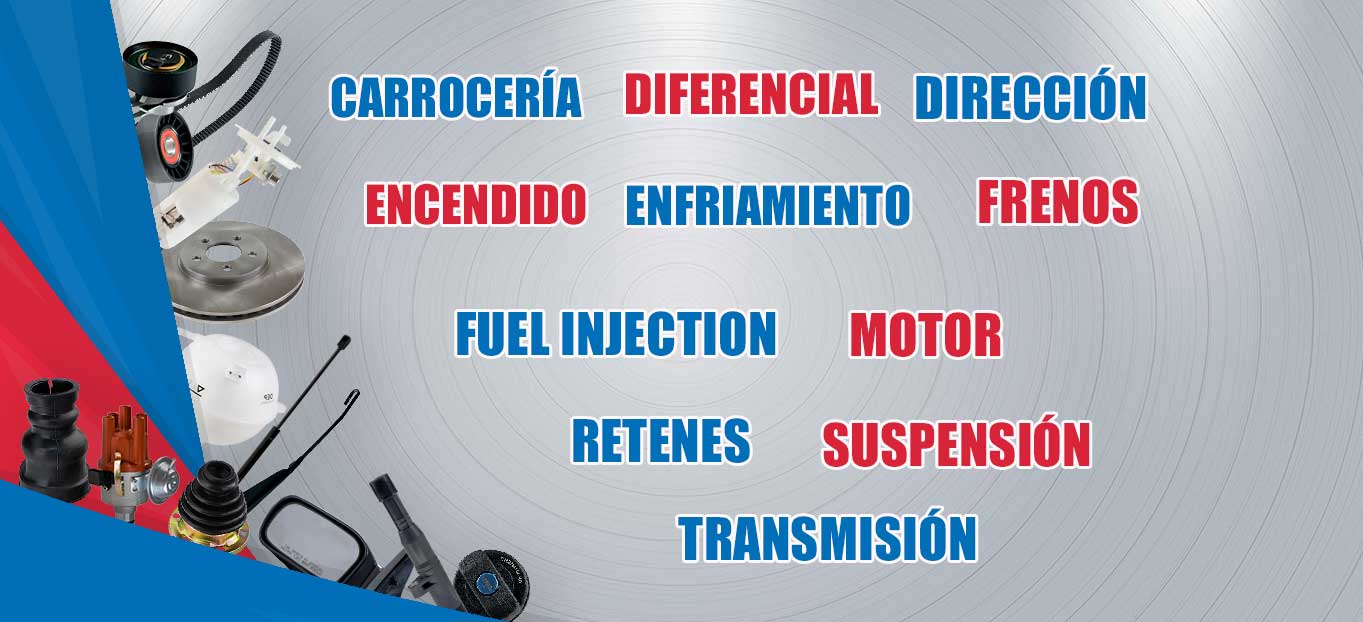 CARROCERÍA DIFERENCIAL DIRECCIÓN
ENCENDIDO ENFRIAMIENTO FRENOS
FUEL INJECTION MOTOR
RETENES SUSPENSIÓN
TRANSMISIÓN